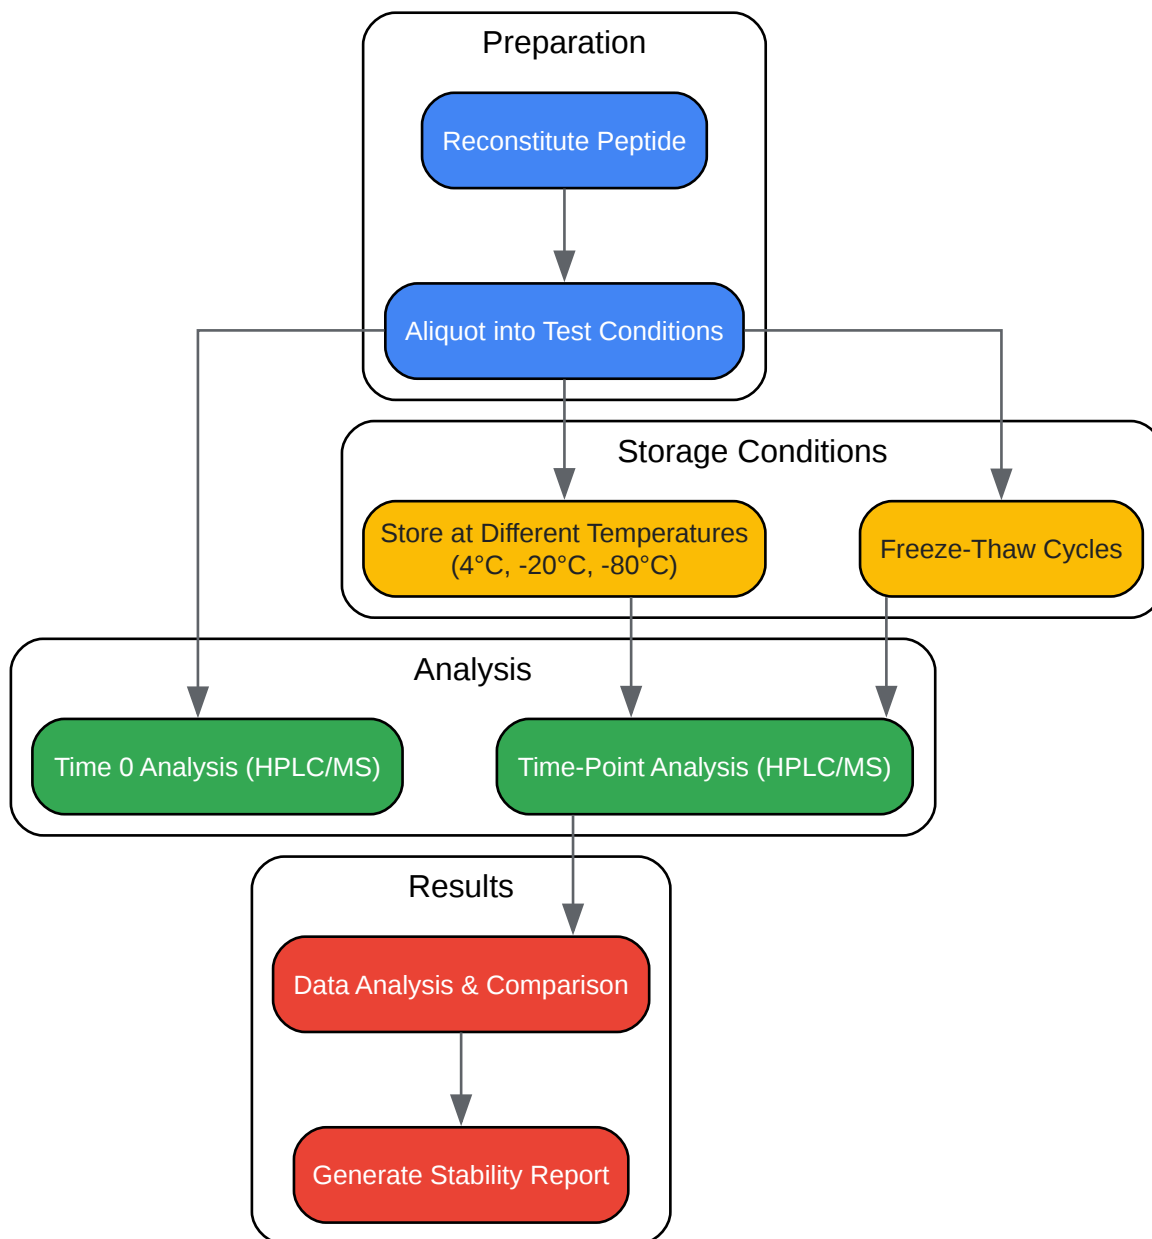 Preparation
Reconstitute Peptide
Aliquot into Test Conditions
Storage Conditions
Store at Different Temperatures
(4°C, -20°C, -80°C)
Freeze-Thaw Cycles
Analysis
Time 0 Analysis (HPLC/MS)
Time-Point Analysis (HPLC/MS)
Results
Data Analysis & Comparison
Generate Stability Report